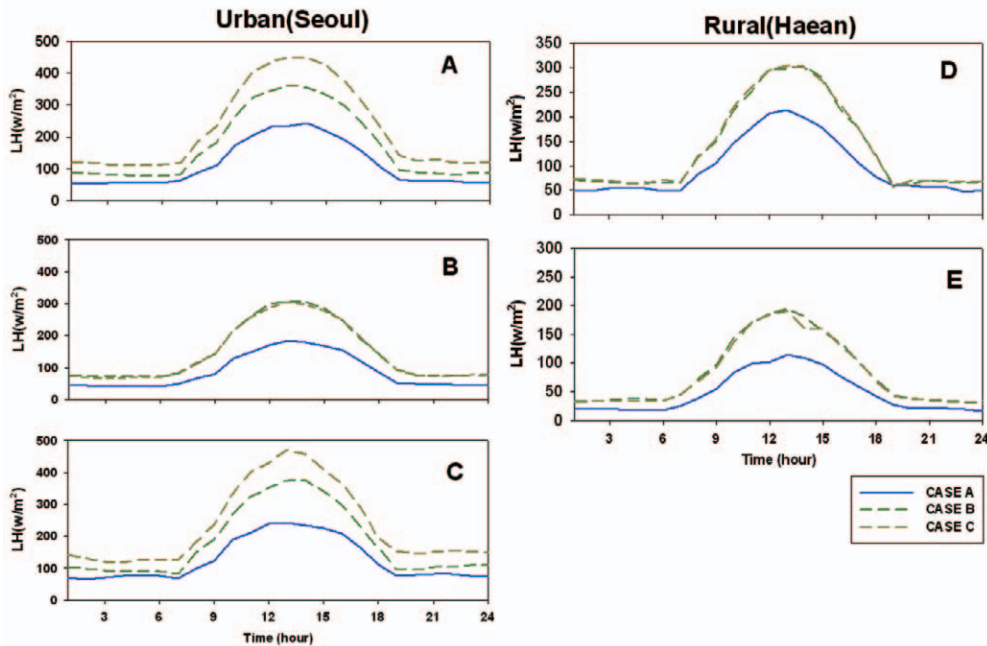 Urban(Seoul)
Rural(Haean)
LH(w/m²)
500
400
300
200
100
0
A
LH(w/m²)
500
400
300
200
100
0
B
LH(w/m²)
500
400
300
200
100
0
C
3 6 9 12 15 18 21 24
Time (hour)
LH(w/m²)
350
300
250
200
150
100
50
0
D
LH(w/m²)
300
250
200
150
100
50
0
E
3 6 9 12 15 18 21 24
Time (hour)
CASE A
CASE B
CASE C